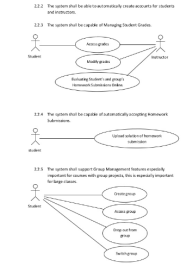 2.2.2 The system shall be able to automatically create accounts for students
and instructors.
2.2.3 The system shall be capable of Managing Student Grades.
Access grades
Student
Instructor
Modify grades
Evaluating Student's and group's
Homework Submissions Online
2.2.4 The system shall be capable of automatically accepting Homework
Submissions.
Upload solution of homework
submission
Student
2.2.5 The system shall support Group Management features especially
important for courses with group projects, this is especially important
for large classes.
Create group
Student
Access group
Drop out from
group
Switch group